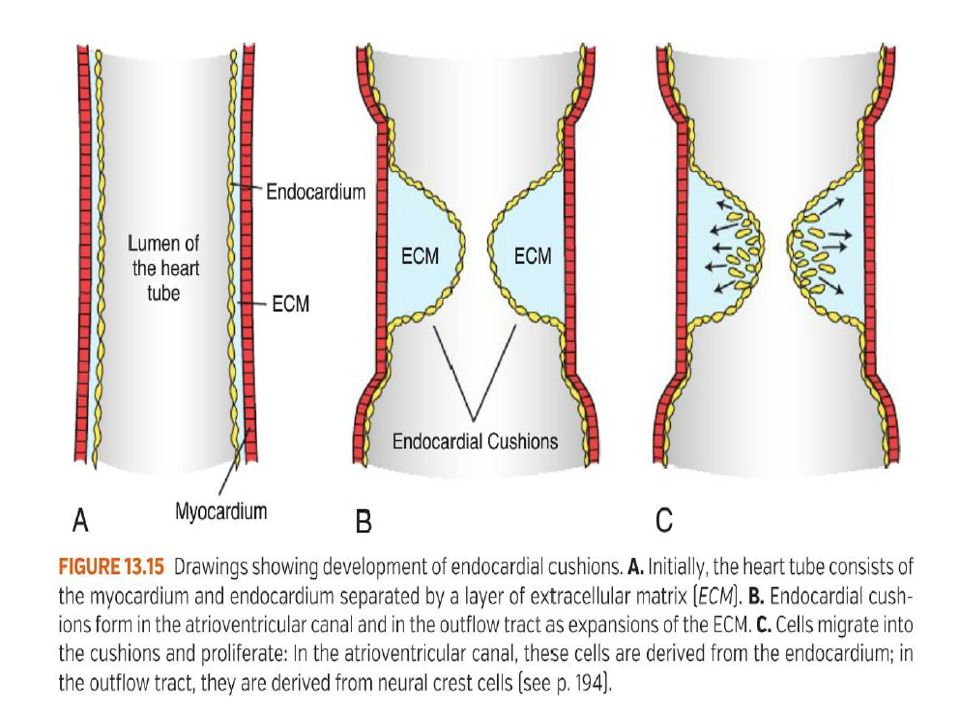 Endocardium
Lumen of
the heart
tube
ECM
Myocardium
A
ECM
ECM
Endocardial Cushions
B
C
FIGURE 13.15 Drawings showing development of endocardial cushions. A. Initially, the heart tube consists of
the myocardium and endocardium separated by a layer of extracellular matrix (ECM). B. Endocardial cush-
ions form in the atrioventricular canal and in the outflow tract as expansions of the ECM. C. Cells migrate into
the cushions and proliferate: In the atrioventricular canal, these cells are derived from the endocardium; in
the outflow tract, they are derived from neural crest cells (see p. 194).